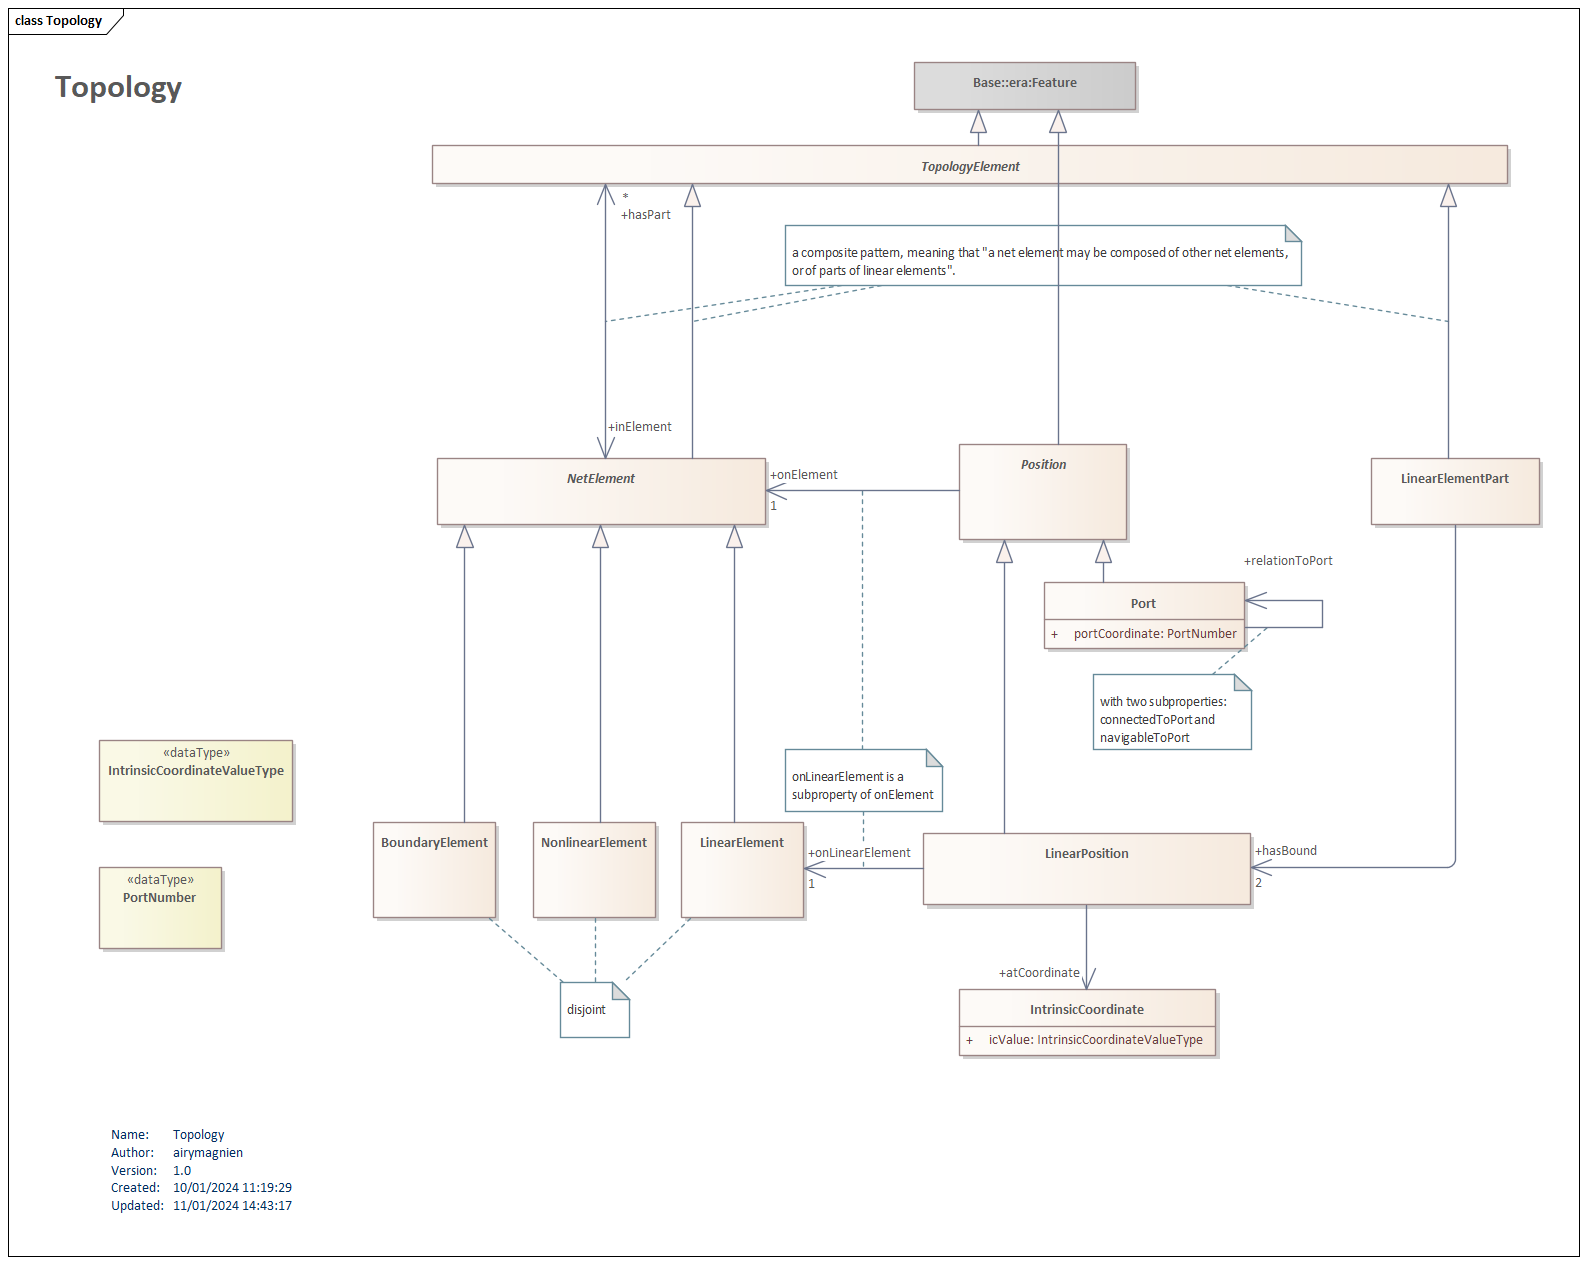 class Topology
Topology
Base::era:Feature
TopologyElement
*
+hasPart
a composite pattern, meaning that "a net element may be composed of other net elements,
or of parts of linear elements".
+inElement
NetElement
+onElement
1
Position
LinearElementPart
+relationToPort
Port
+ portCoordinate: PortNumber
with two subproperties:
connectedToPort and
navigableToPort
«dataType»
IntrinsicCoordinateValueType
onLinearElement is a
subproperty of onElement
BoundaryElement
NonlinearElement
LinearElement
+onLinearElement
1
LinearPosition
+hasBound
2
«dataType»
PortNumber
+atCoordinate
disjoint
IntrinsicCoordinate
+ icValue: IntrinsicCoordinateValueType
Name: Topology
Author: airymagnien
Version: 1.0
Created: 10/01/2024 11:19:29
Updated: 11/01/2024 14:43:17